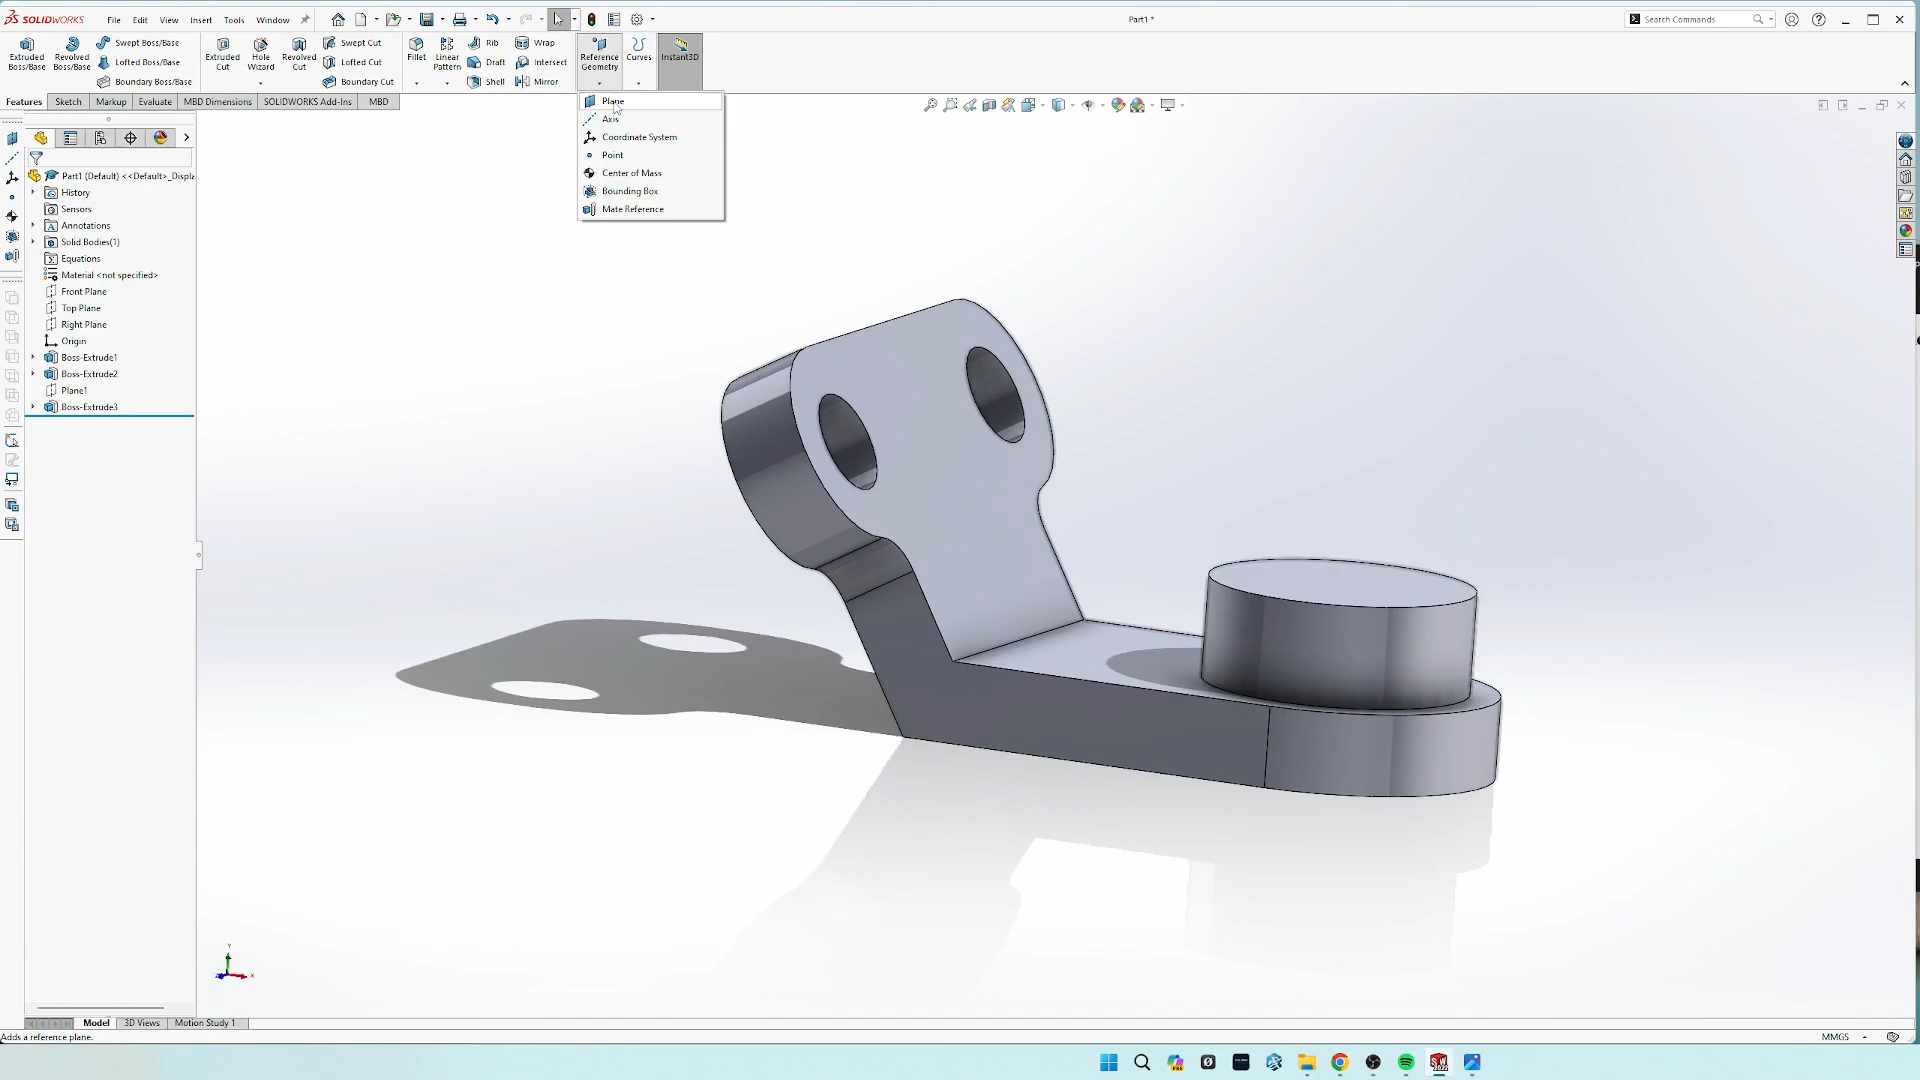 SOLIDWORKS
File
Edit
View
Insert
Tools
Window
Part1 *
Search Commands
Extruded Boss/Base
Revolved Boss/Base
Swept Boss/Base
Lofted Boss/Base
Boundary Boss/Base
Extruded Cut
Hole Wizard
Revolved Cut
Swept Cut
Lofted Cut
Boundary Cut
Fillet
Linear Pattern
Rib
Draft
Shell
Wrap
Intersect
Mirror
Reference Geometry
Curves
Instant3D
Features
Sketch
Markup
Evaluate
MBD Dimensions
SOLIDWORKS Add-Ins
MBD
Plane
Axis
Coordinate System
Point
Center of Mass
Bounding Box
Mate Reference
Part1 (Default) <<Default>_Displa
History
Sensors
Annotations
Solid Bodies(1)
Equations
Material <not specified>
Front Plane
Top Plane
Right Plane
Origin
Boss-Extrude1
Boss-Extrude2
Plane1
Boss-Extrude3
Model
3D Views
Motion Study 1
Adds a reference plane.
MMGS